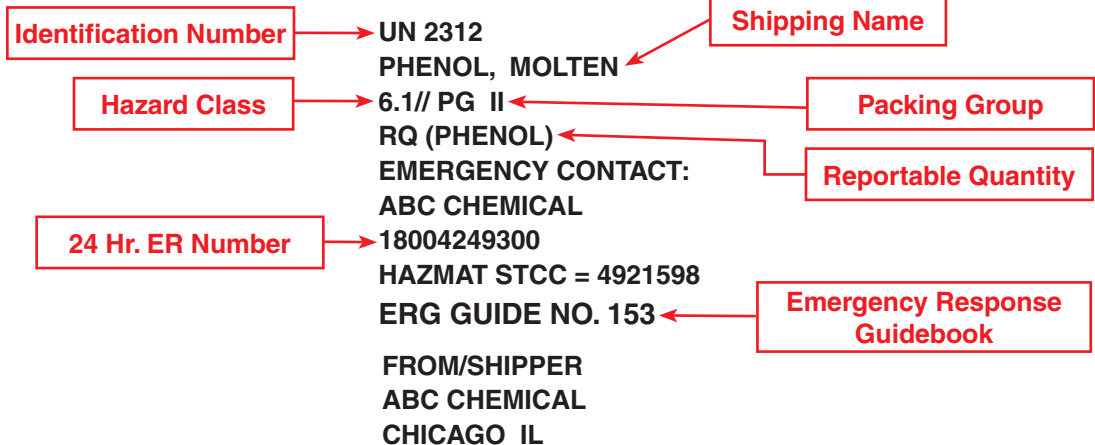 Shipping Name
Identification Number
UN 2312
PHENOL, MOLTEN
Hazard Class
6.1// PG II
Packing Group
RQ (PHENOL)
EMERGENCY CONTACT:
Reportable Quantity
ABC CHEMICAL
24 Hr. ER Number
18004249300
HAZMAT STCC = 4921598
ERG GUIDE NO. 153
Emergency Response
Guidebook
FROM/SHIPPER
ABC CHEMICAL
CHICAGO IL